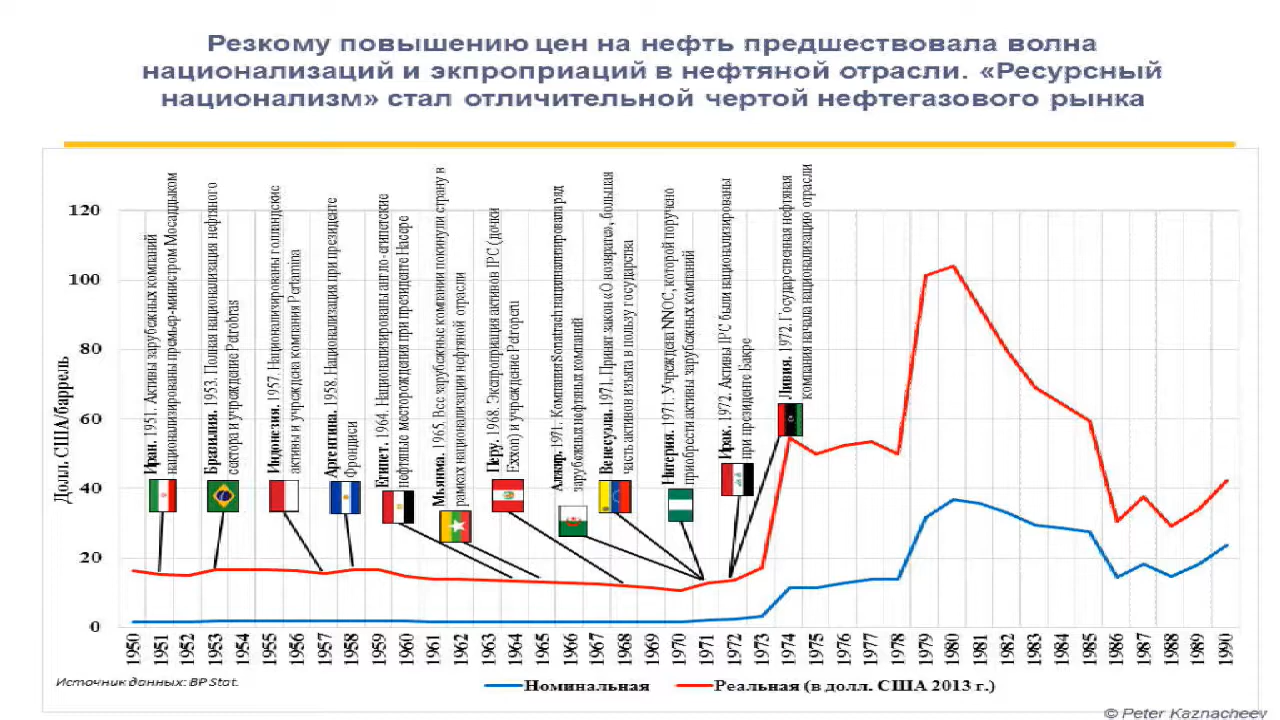 Резкому повышению цен на нефть предшествовала волна
национализаций и экпроприаций в нефтяной отрасли. «Ресурсный
национализм» стал отличительной чертой нефтегазового рынка
Долл. США/баррель
120
100
80
60
40
20
0
Иран. 1951. Активы зарубежных компаний
национализированы премьер-министром Мосаддыком
Бразилия. 1953. Полная национализация нефтяного
сектора и учреждение Petrobras
Индонезия. 1957. Национализированы голландские
активы и учреждена компания Pertamina
Аргентина. 1958. Национализация при президенте
Фрондиси
Египет. 1964. Национализированы англо-египетские
нефтяные месторождения при президенте Насере
Мьянма. 1965. Все зарубежные компании покинули страну в
рамках национализации нефтяной отрасли
Перу. 1968. Экспроприация активов IPC (дочки
Exxon) и учреждение Petroperu
Алжир. 1971. Компания Sonatrach национализировала ряд
зарубежных нефтяных компаний
Венесуэла. 1971. Принят закон «О возврате», большая
часть активов изъята в пользу государства
Нигерия. 1971. Учреждена NNOC, которой поручено
приобрести активы зарубежных компаний
Ирак. 1972. Активы IPC были национализированы
при президенте Бакре
Ливия. 1972. Государственная нефтяная
компания начала национализацию отрасли
1950 1951 1952 1953 1954 1955 1956 1957 1958 1959 1960 1961 1962 1963 1964 1965 1966 1967 1968 1969 1970 1971 1972 1973 1974 1975 1976 1977 1978 1979 1980 1981 1982 1983 1984 1985 1986 1987 1988 1989 1990
Источник данных: BP Stat.
Номинальная
Реальная (в долл. США 2013 г.)
© Peter Kaznacheev